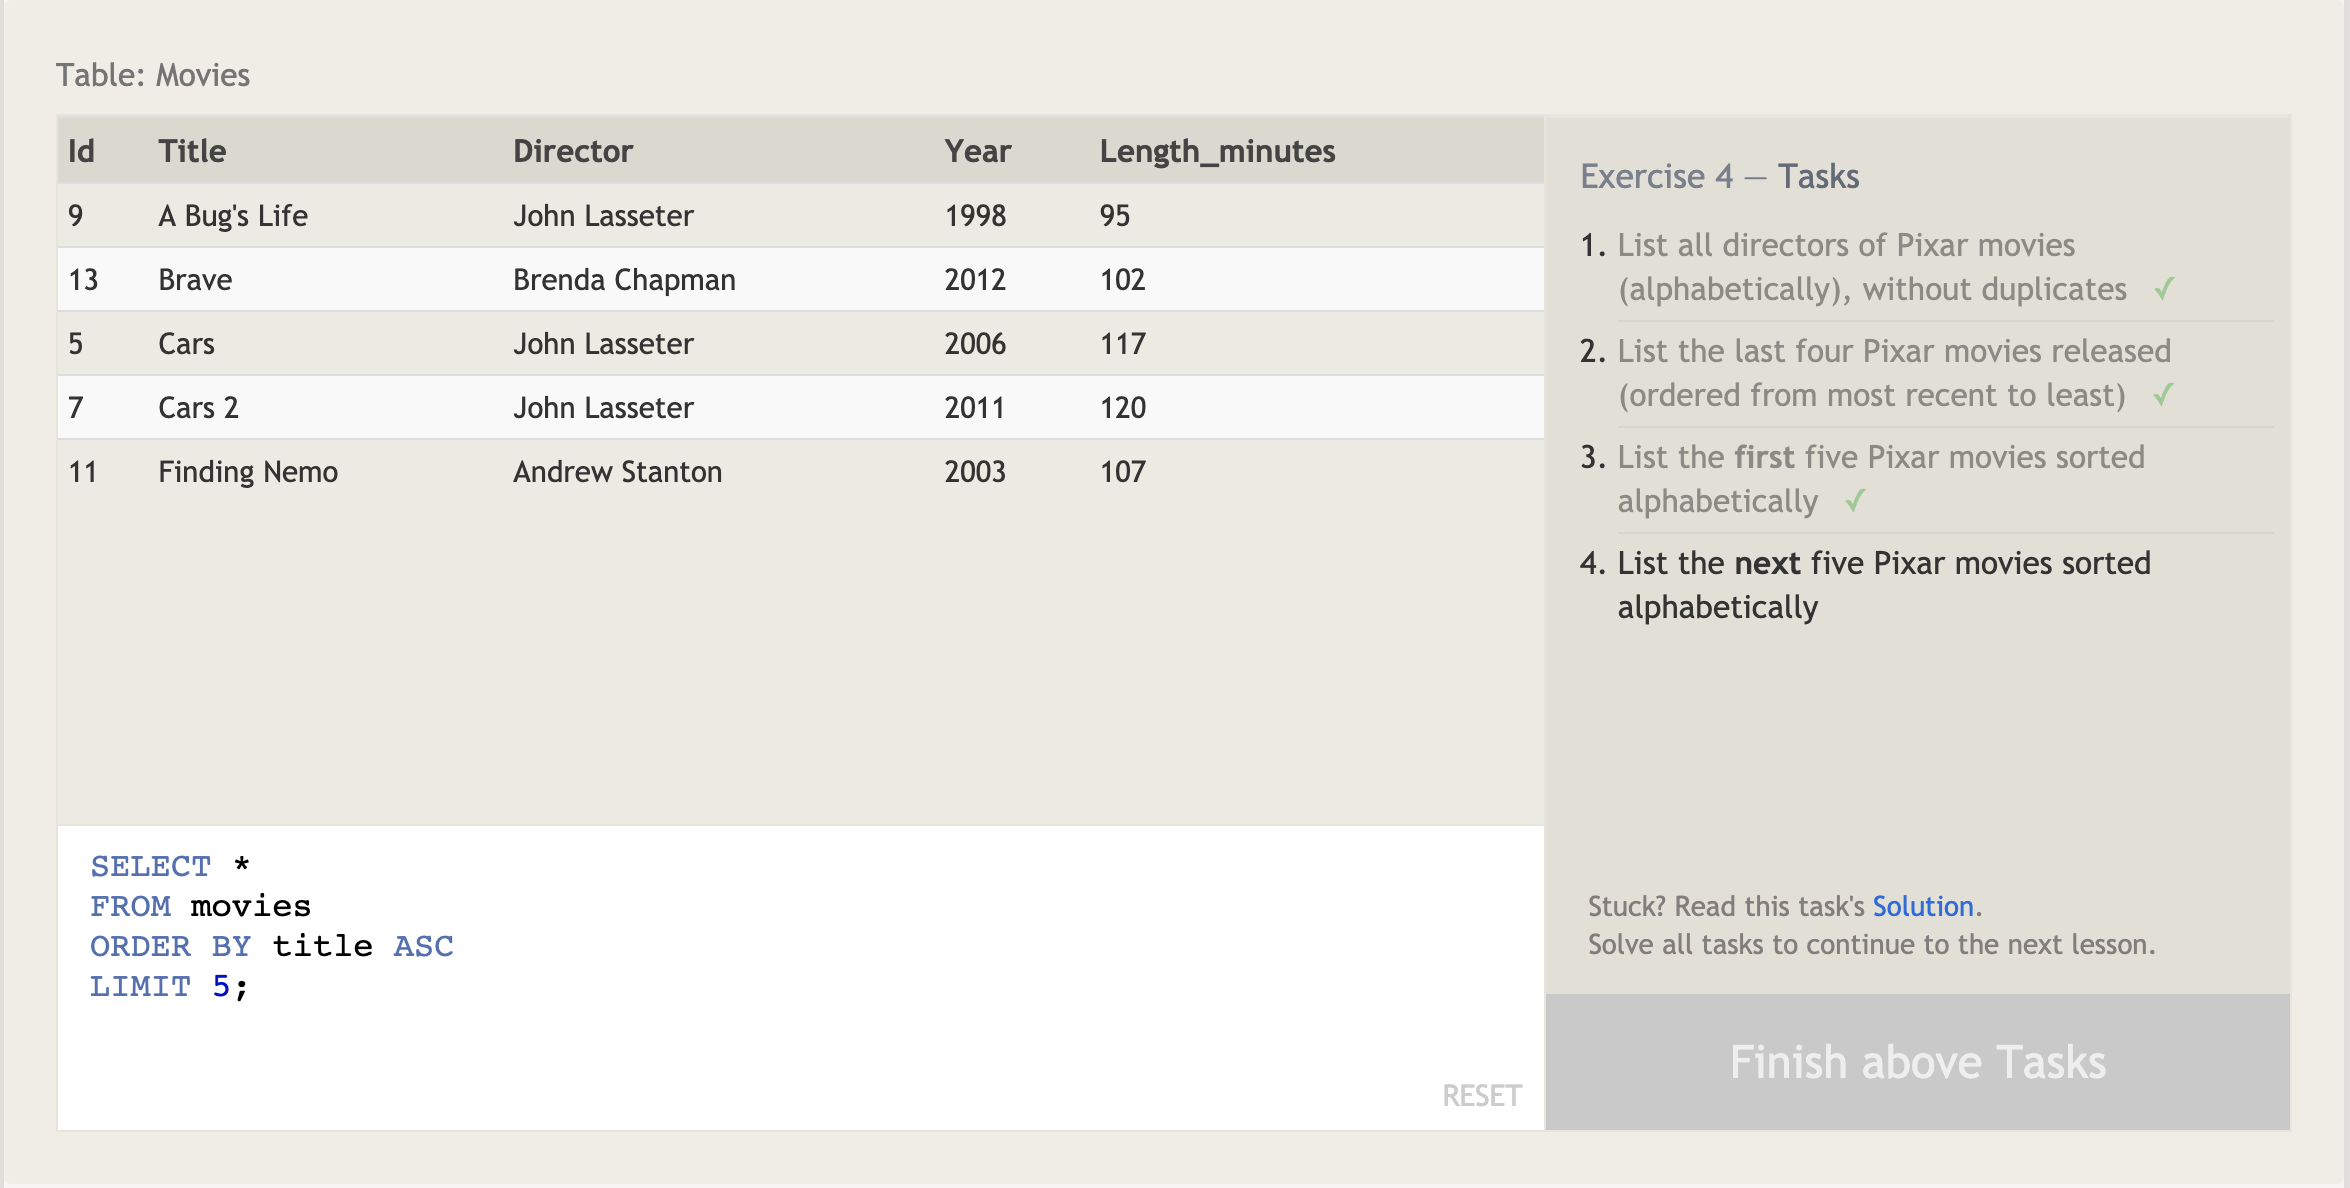 Table: Movies
Id Title Director Year Length_minutes
9 A Bug's Life John Lasseter 1998 95
13 Brave Brenda Chapman 2012 102
5 Cars John Lasseter 2006 117
7 Cars 2 John Lasseter 2011 120
11 Finding Nemo Andrew Stanton 2003 107
SELECT *
FROM movies
ORDER BY title ASC
LIMIT 5;
RESET
Exercise 4 — Tasks
1. List all directors of Pixar movies
(alphabetically), without duplicates ✓
2. List the last four Pixar movies released
(ordered from most recent to least) ✓
3. List the first five Pixar movies sorted
alphabetically ✓
4. List the next five Pixar movies sorted
alphabetically
Stuck? Read this task's Solution.
Solve all tasks to continue to the next lesson.
Finish above Tasks